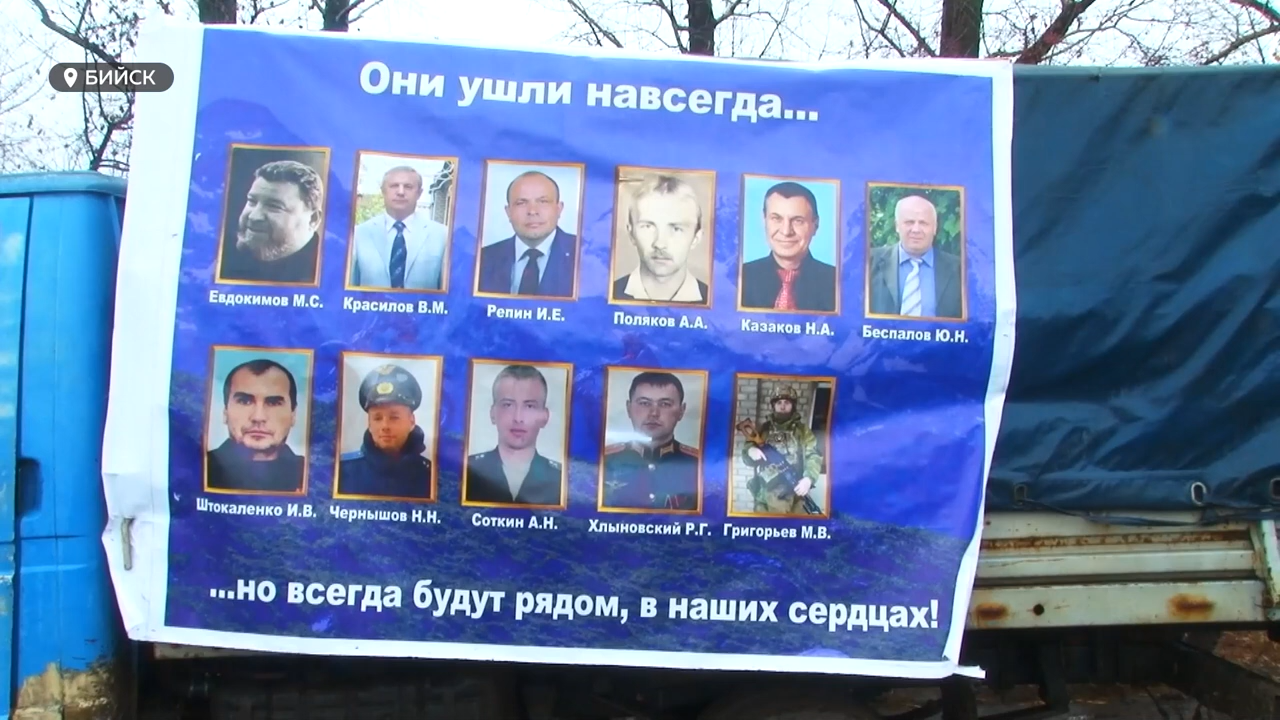 БИЙСК
Они ушли навсегда...
Евдокимов М.С. Красилов В.М. Репин И.Е. Поляков А.А. Казаков Н.А. Беспалов Ю.Н.
Штокаленко И.В. Чернышов Н.Н. Соткин А.Н. Хлыновский Р.Г. Григорьев М.В.
...но всегда будут рядом, в наших сердцах!